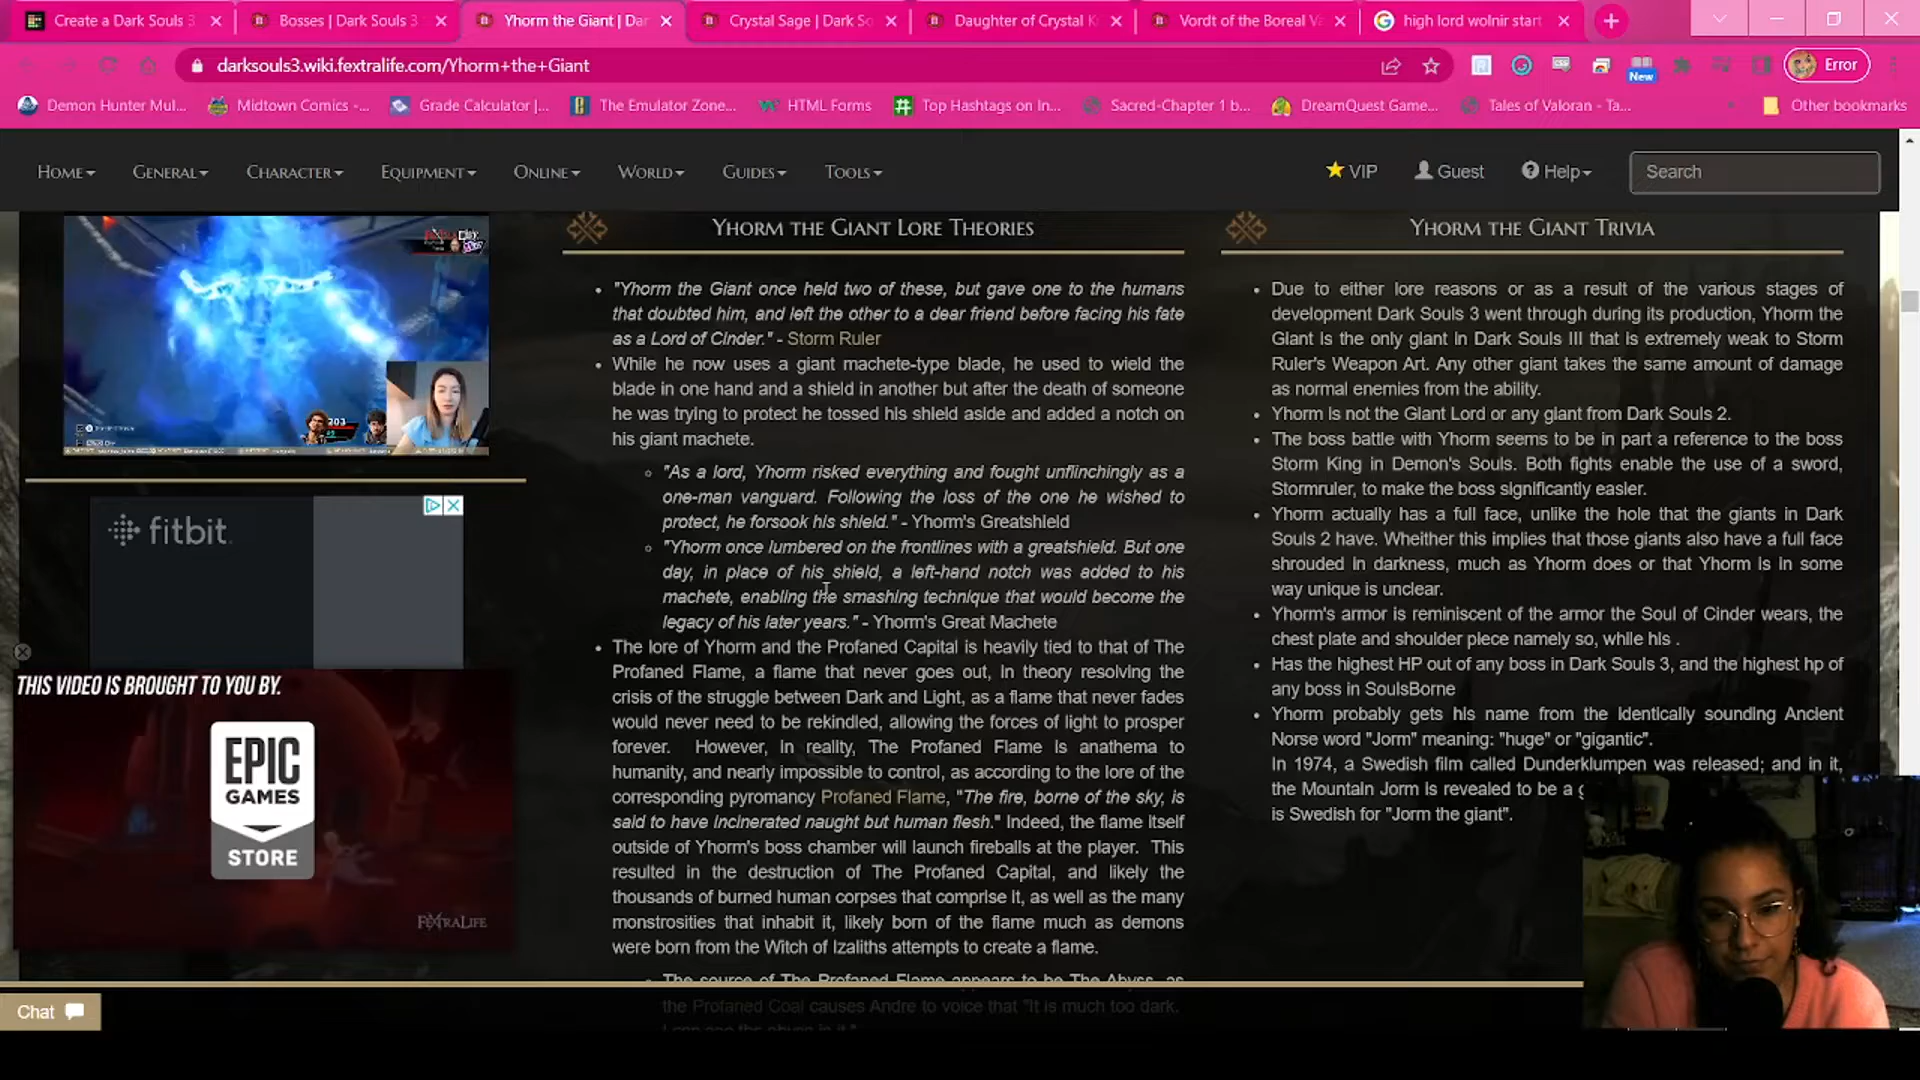 Create a Dark Souls 3
Bosses | Dark Souls 3
Yhorm the Giant | Dar
Crystal Sage | Dark So
Daughter of Crystal K
Vordt of the Boreal Va
high lord wolnir start
darksouls3.wiki.fextralife.com/Yhorm+the+Giant
New
Error
Demon Hunter Mul...
Midtown Comics -...
Grade Calculator |...
The Emulator Zone...
HTML Forms
Top Hashtags on In...
Sacred-Chapter 1 b...
DreamQuest Game...
Tales of Valoran - Ta...
Other bookmarks
Home
General
Character
Equipment
Online
World
Guides
Tools
VIP
Guest
Help
Search
203
fitbit
THIS VIDEO IS BROUGHT TO YOU BY.
EPIC
GAMES
STORE
FEXTRALIFE
Chat
Yhorm the Giant Lore Theories
"Yhorm the Giant once held two of these, but gave one to the humans
that doubted him, and left the other to a dear friend before facing his fate
as a Lord of Cinder." - Storm Ruler
While he now uses a giant machete-type blade, he used to wield the
blade in one hand and a shield in another but after the death of someone
he was trying to protect he tossed his shield aside and added a notch on
his giant machete.
"As a lord, Yhorm risked everything and fought unflinchingly as a
one-man vanguard. Following the loss of the one he wished to
protect, he forsook his shield." - Yhorm's Greatshield
"Yhorm once lumbered on the frontlines with a greatshield. But one
day, in place of his shield, a left-hand notch was added to his
machete, enabling the smashing technique that would become the
legacy of his later years." - Yhorm's Great Machete
The lore of Yhorm and the Profaned Capital is heavily tied to that of The
Profaned Flame, a flame that never goes out, in theory resolving the
crisis of the struggle between Dark and Light, as a flame that never fades
would never need to be rekindled, allowing the forces of light to prosper
forever. However, in reality, The Profaned Flame is anathema to
humanity, and nearly impossible to control, as according to the lore of the
corresponding pyromancy Profaned Flame, "The fire, borne of the sky, is
said to have incinerated naught but human flesh." Indeed, the flame itself
outside of Yhorm's boss chamber will launch fireballs at the player. This
resulted in the destruction of The Profaned Capital, and likely the
thousands of burned human corpses that comprise it, as well as the many
monstrosities that inhabit it, likely born of the flame much as demons
were born from the Witch of Izaliths attempts to create a flame.
The source of The Profaned Flame appears to be The Abyss, as
the Profaned Coal causes Andre to voice that "It is much too dark.
Yhorm the Giant Trivia
Due to either lore reasons or as a result of the various stages of
development Dark Souls 3 went through during its production, Yhorm the
Giant is the only giant in Dark Souls III that is extremely weak to Storm
Ruler's Weapon Art. Any other giant takes the same amount of damage
as normal enemies from the ability.
Yhorm is not the Giant Lord or any giant from Dark Souls 2.
The boss battle with Yhorm seems to be in part a reference to the boss
Storm King in Demon's Souls. Both fights enable the use of a sword,
Stormruler, to make the boss significantly easier.
Yhorm actually has a full face, unlike the hole that the giants in Dark
Souls 2 have. Wheither this implies that those giants also have a full face
shrouded in darkness, much as Yhorm does or that Yhorm is in some
way unique is unclear.
Yhorm's armor is reminiscent of the armor the Soul of Cinder wears, the
chest plate and shoulder piece namely so, while his .
Has the highest HP out of any boss in Dark Souls 3, and the highest hp of
any boss in SoulsBorne
Yhorm probably gets his name from the identically sounding Ancient
Norse word "Jorm" meaning: "huge" or "gigantic".
In 1974, a Swedish film called Dunderklumpen was released; and in it,
the Mountain Jorm is revealed to be a
is Swedish for "Jorm the giant".